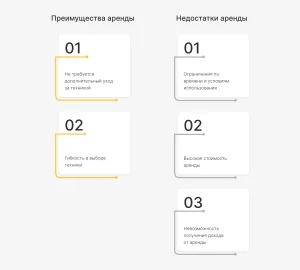 Преимущества аренды
01
Не требуется
дополнительный уход
за техникой
02
Гибкость в выборе
техники
Недостатки аренды
01
Ограничения по
времени и условиям
использования
02
Высокая стоимость
аренды
03
Невозможность
получения дохода
от аренды